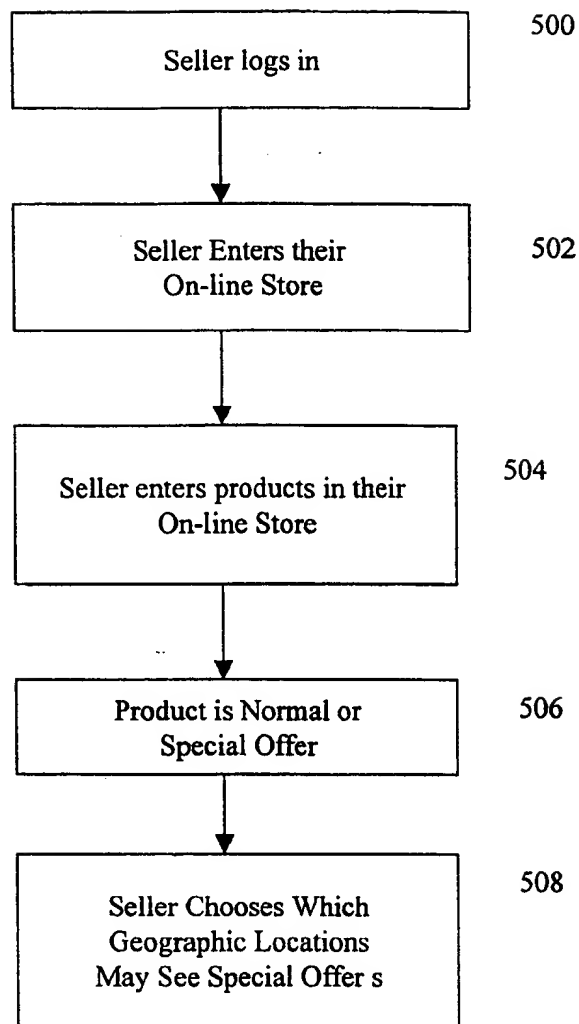 500
Seller logs in
502
Seller Enters their
On-line Store
504
Seller enters products in their
On-line Store
506
Product is Normal or
Special Offer
508
Seller Chooses Which
Geographic Locations
May See Special Offer s